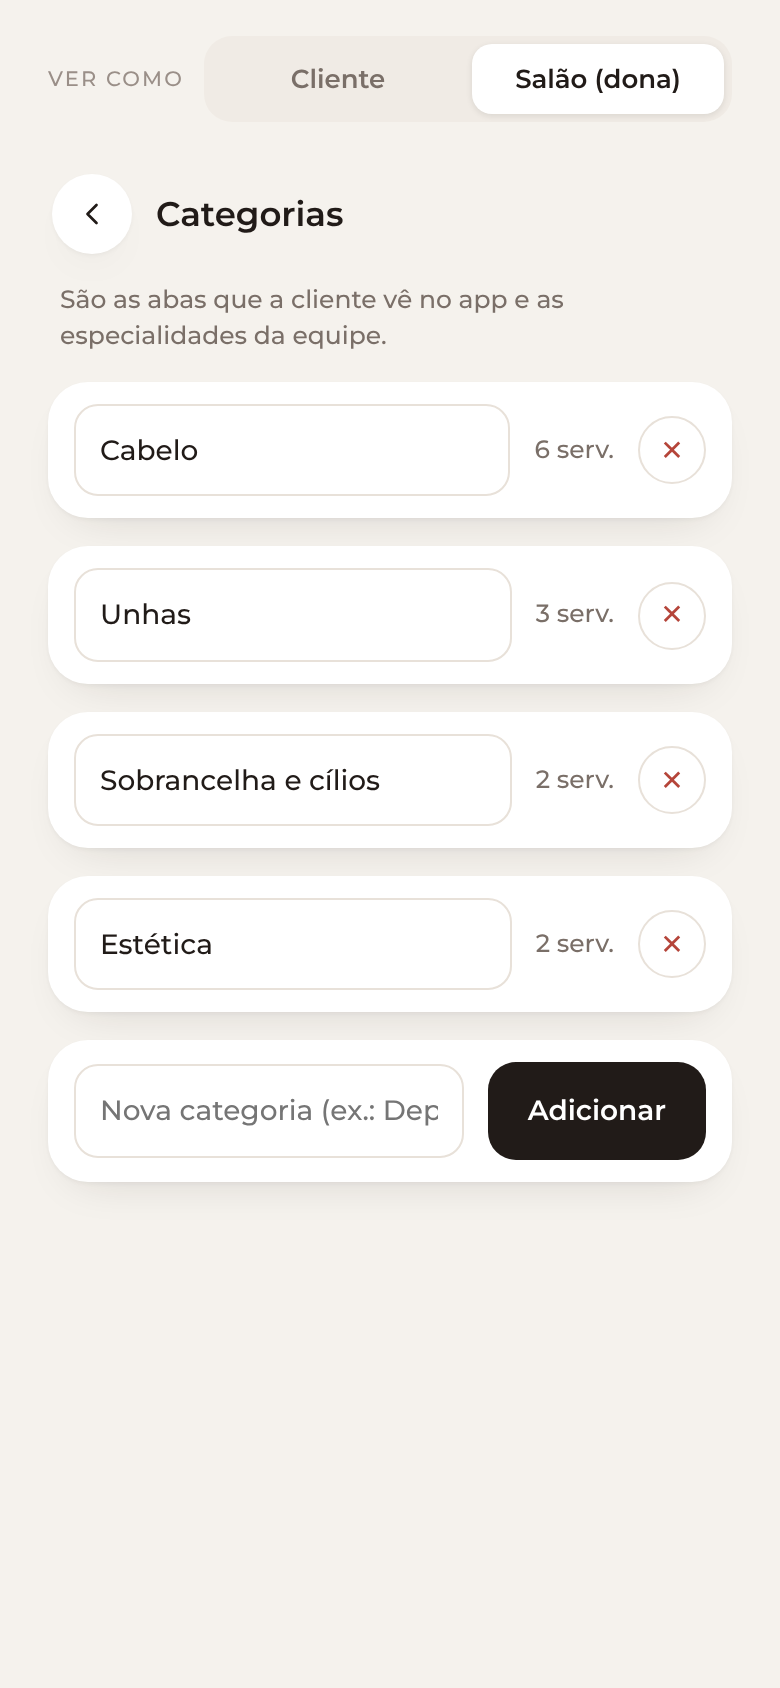 VER COMO
Cliente
Salão (dona)
Categorias
São as abas que a cliente vê no app e as
especialidades da equipe.
Cabelo
6 serv.
✕
Unhas
3 serv.
✕
Sobrancelha e cílios
2 serv.
✕
Estética
2 serv.
✕
Nova categoria (ex.: Dep
Adicionar